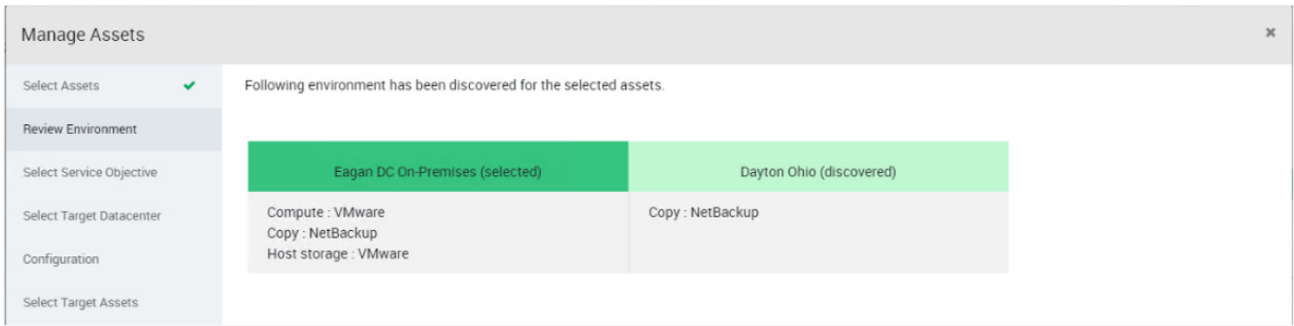 Manage Assets
Select Assets
Review Environment
Select Service Objective
Select Target Datacenter
Configuration
Select Target Assets
Following environment has been discovered for the selected assets.
Eagan DC On-Premises (selected)
Dayton Ohio (discovered)
Compute : VMware
Copy : NetBackup
Host storage : VMware
Copy : NetBackup